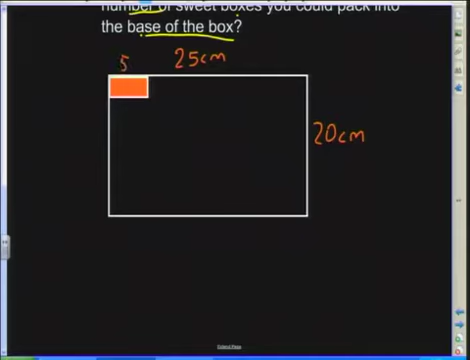 number of sweet boxes you could pack into
the base of the box?
5 25cm
20cm